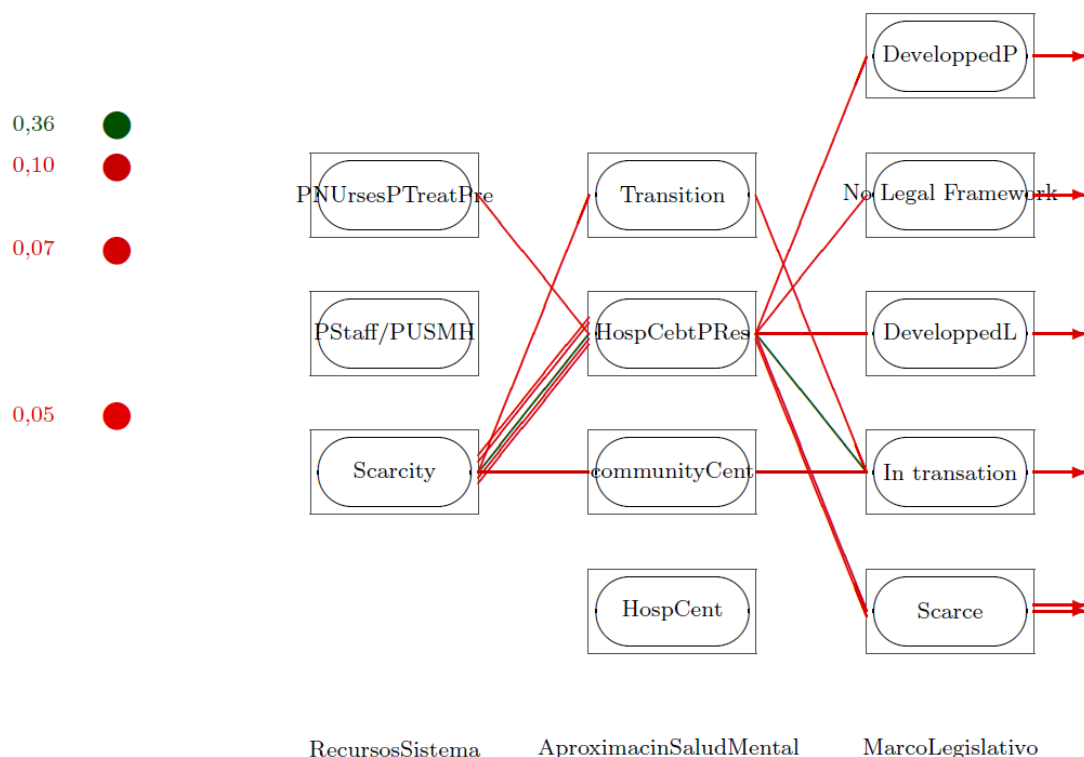 0,36
0,10
0,07
0,05
PNUrsesPTreatPre
PStaff/PUSMH
Scarcity
RecursosSistema
Transition
HospCebtPRes
communityCent
HospCent
AproximacinSaludMental
DeveloppedP
No Legal Framework
DeveloppedL
In transation
Scarce
MarcoLegislativo